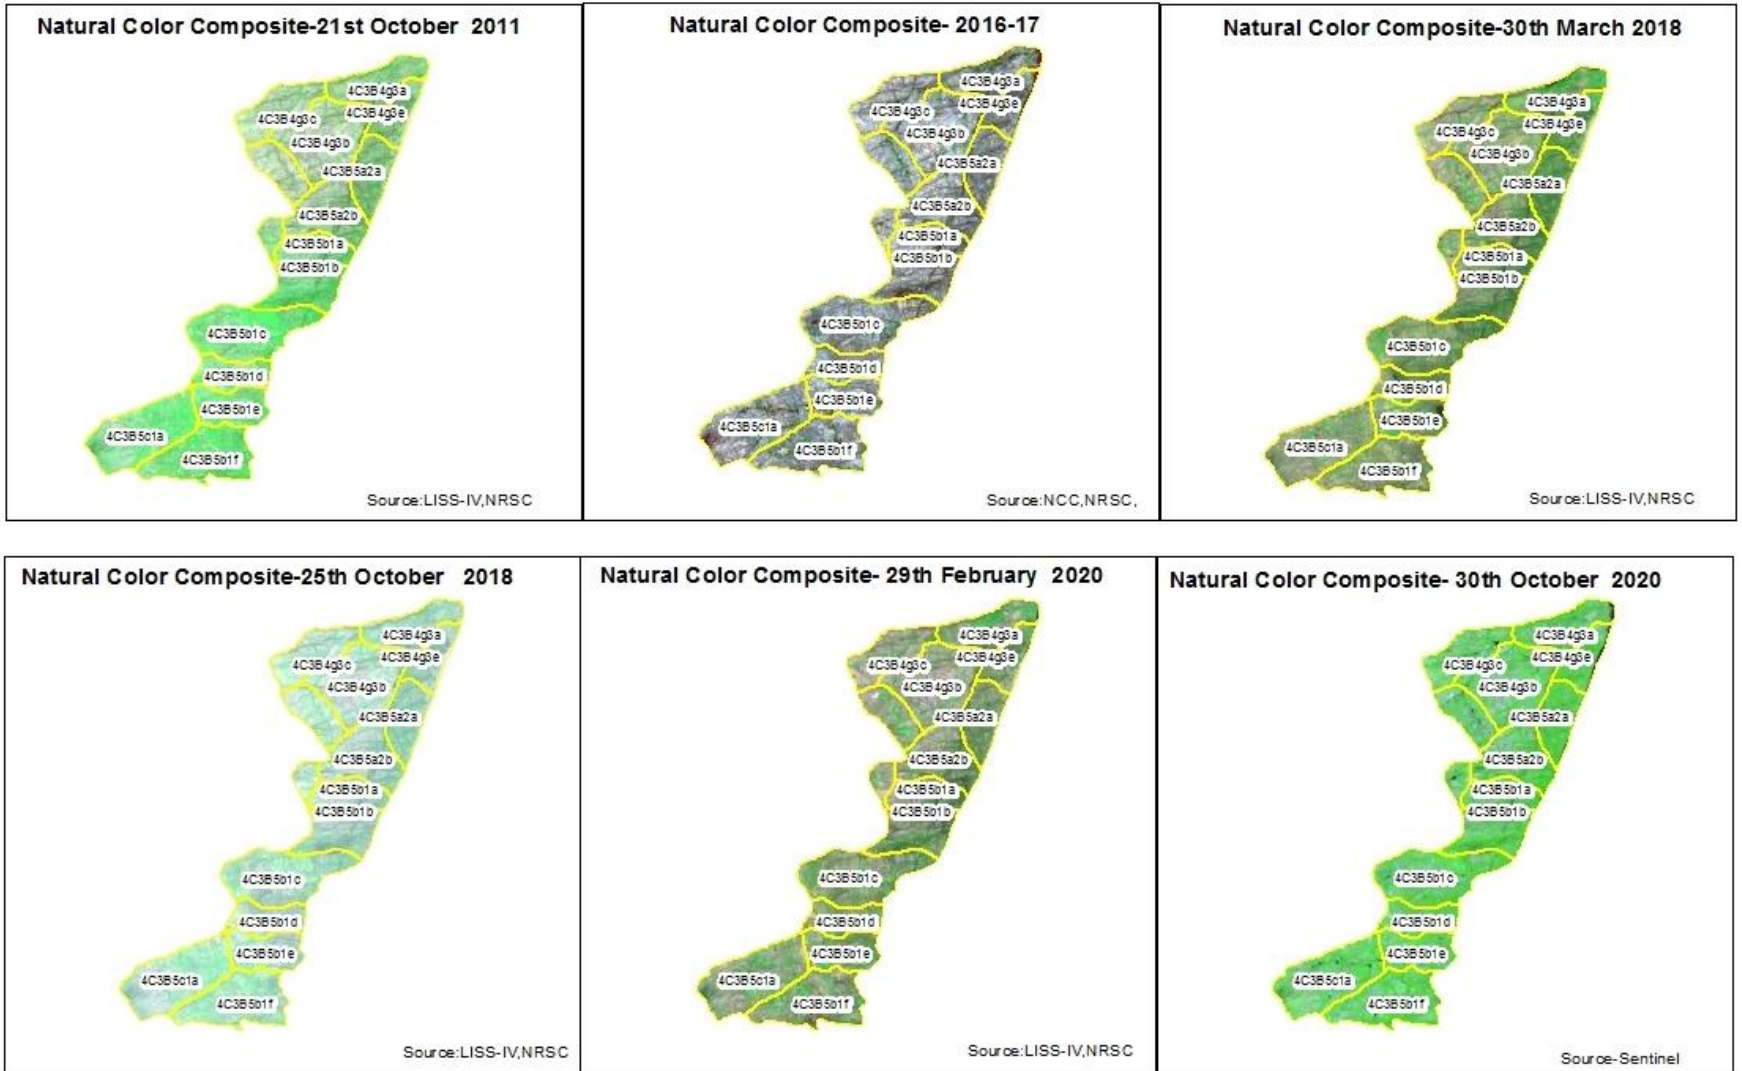 Natural Color Composite-21st October 2011
4C3B4g3a
4C3B4g3c
4C3B4g3e
4C3B4g3b
4C3B5a2a
4C3B5a2b
4C3B5b1a
4C3B5b1b
4C3B5b1c
4C3B5b1d
4C3B5b1e
4C3B5c1a
4C3B5b1f
Source:LISS-IV,NRSC
Natural Color Composite- 2016-17
4C3B4g3a
4C3B4g3c
4C3B4g3e
4C3B4g3b
4C3B5a2a
4C3B5a2b
4C3B5b1a
4C3B5b1b
4C3B5b1c
4C3B5b1d
4C3B5b1e
4C3B5c1a
4C3B5b1f
Source:NCC,NRSC,
Natural Color Composite-30th March 2018
4C3B4g3a
4C3B4g3c
4C3B4g3e
4C3B4g3b
4C3B5a2a
4C3B5a2b
4C3B5b1a
4C3B5b1b
4C3B5b1c
4C3B5b1d
4C3B5b1e
4C3B5c1a
4C3B5b1f
Source:LISS-IV,NRSC
Natural Color Composite-25th October 2018
4C3B4g3a
4C3B4g3c
4C3B4g3e
4C3B4g3b
4C3B5a2a
4C3B5a2b
4C3B5b1a
4C3B5b1b
4C3B5b1c
4C3B5b1d
4C3B5b1e
4C3B5c1a
4C3B5b1f
Source:LISS-IV,NRSC
Natural Color Composite- 29th February 2020
4C3B4g3a
4C3B4g3c
4C3B4g3e
4C3B4g3b
4C3B5a2a
4C3B5a2b
4C3B5b1a
4C3B5b1b
4C3B5b1c
4C3B5b1d
4C3B5b1e
4C3B5c1a
4C3B5b1f
Source:LISS-IV,NRSC
Natural Color Composite- 30th October 2020
4C3B4g3a
4C3B4g3c
4C3B4g3e
4C3B4g3b
4C3B5a2a
4C3B5a2b
4C3B5b1a
4C3B5b1b
4C3B5b1c
4C3B5b1d
4C3B5b1e
4C3B5c1a
4C3B5b1f
Source-Sentinel